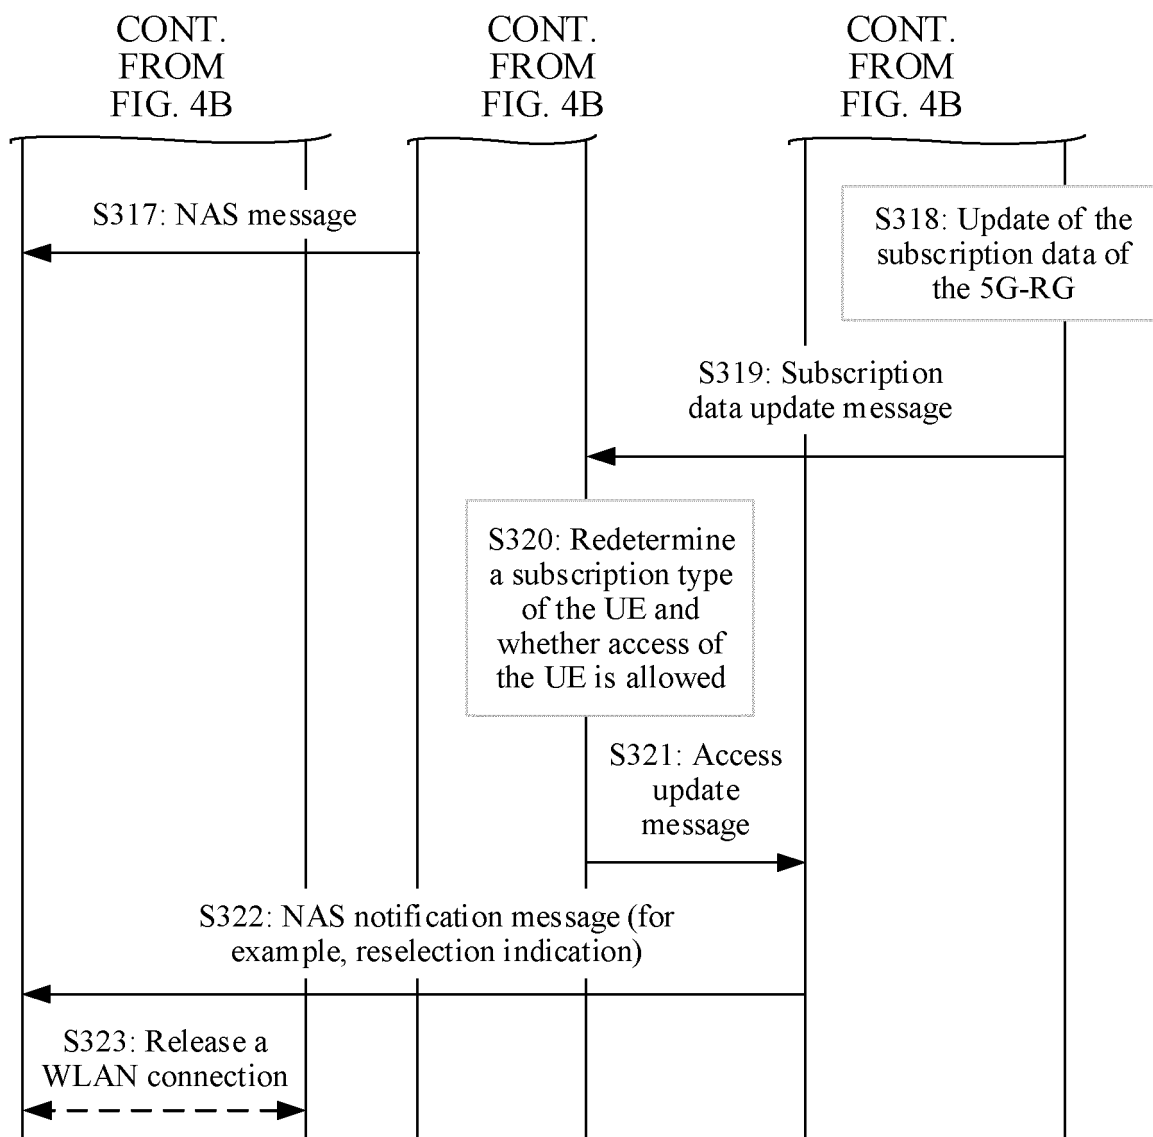 CONT.
FROM
FIG. 4B
CONT.
FROM
FIG. 4B
CONT.
FROM
FIG. 4B
S317: NAS message
S318: Update of the
subscription data of
the 5G-RG
S319: Subscription
data update message
S320: Redetermine
a subscription type
of the UE and
whether access of
the UE is allowed
S321: Access
update
message
S322: NAS notification message (for
example, reselection indication)
S323: Release a
WLAN connection